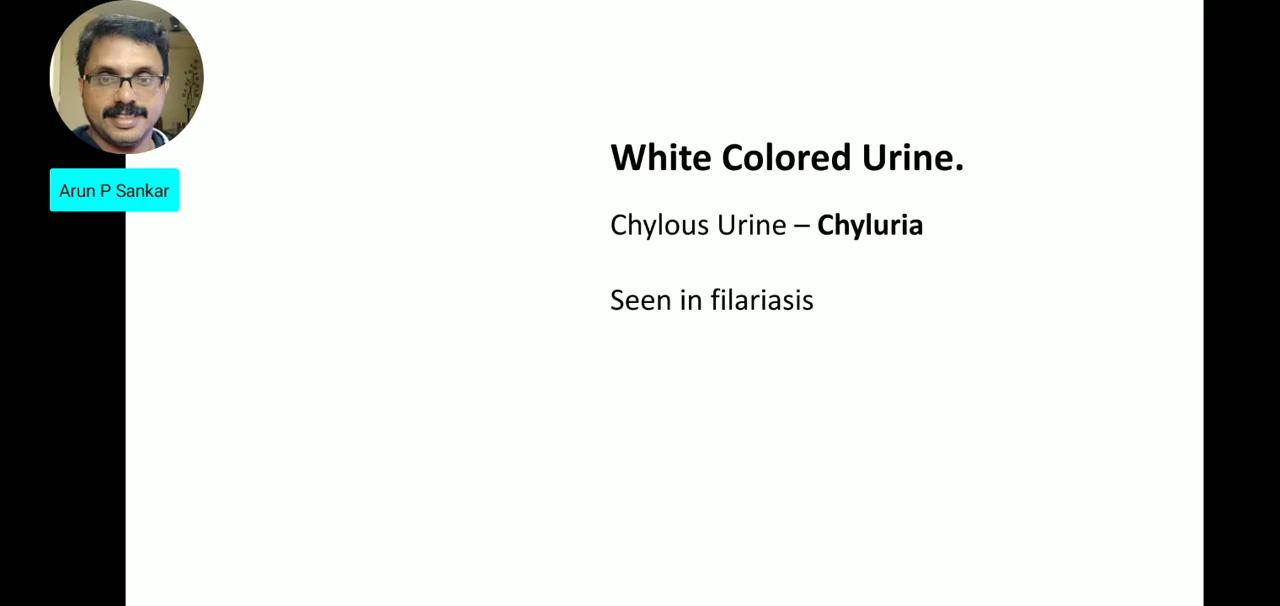 Arun P Sankar
White Colored Urine.
Chylous Urine – Chyluria
Seen in filariasis